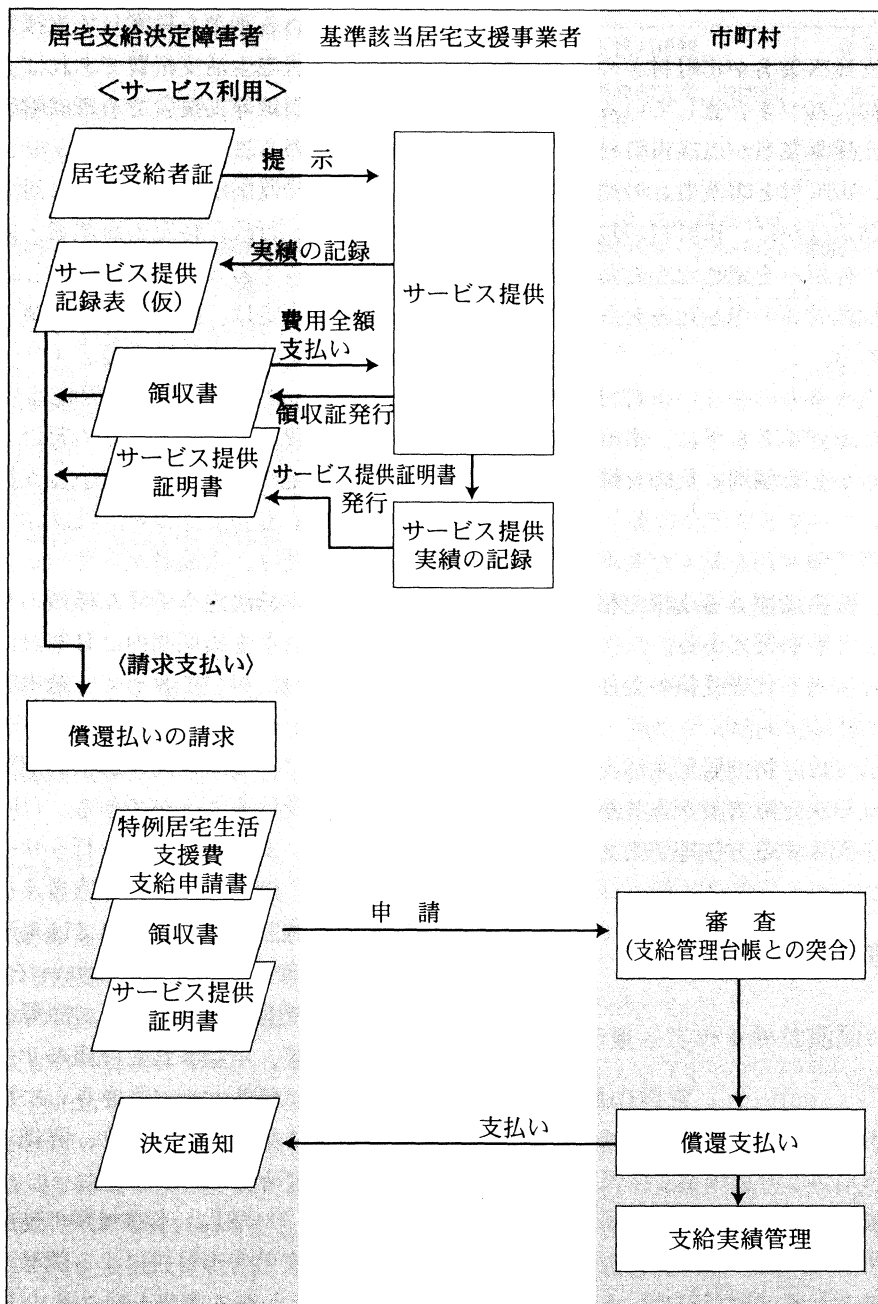 居宅支給決定障害者 基準該当居宅支援事業者 市町村
＜サービス利用＞
居宅受給者証
提　示
サービス提供
実績の記録
サービス提供
記録表（仮）
費用全額
支払い
領収書
領収証発行
サービス提供
証明書
サービス提供証明書
発行
サービス提供
実績の記録
〈請求支払い〉
償還払いの請求
特例居宅生活
支援費
支給申請書
領収書
サービス提供
証明書
申　請
審　査
(支給管理台帳との突合)
支払い
決定通知
償還支払い
支給実績管理